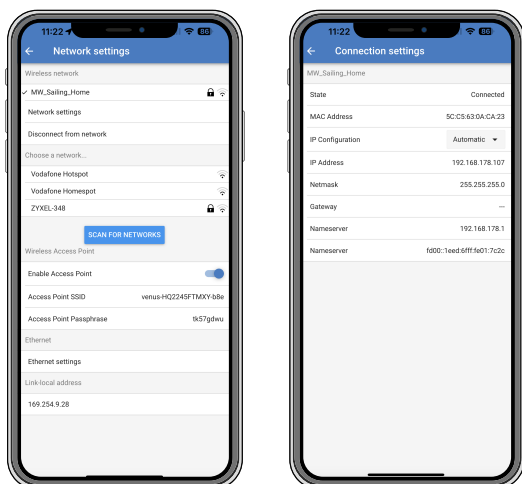 11:22
86
Network settings
Wireless network
MW_Sailing_Home
Network settings
Disconnect from network
Choose a network...
Vodafone Hotspot
Vodafone Homespot
ZYXEL-348
SCAN FOR NETWORKS
Wireless Access Point
Enable Access Point
Access Point SSID venus-HQ2245FTMXY-b8e
Access Point Passphrase tk57gdwu
Ethernet
Ethernet settings
Link-local address
169.254.9.28
11:22
86
Connection settings
MW_Sailing_Home
State Connected
MAC Address 5C:C5:63:0A:CA:23
IP Configuration Automatic
IP Address 192.168.178.107
Netmask 255.255.255.0
Gateway --
Nameserver 192.168.178.1
Nameserver fd00::1eed:6fff:fe01:7c2c